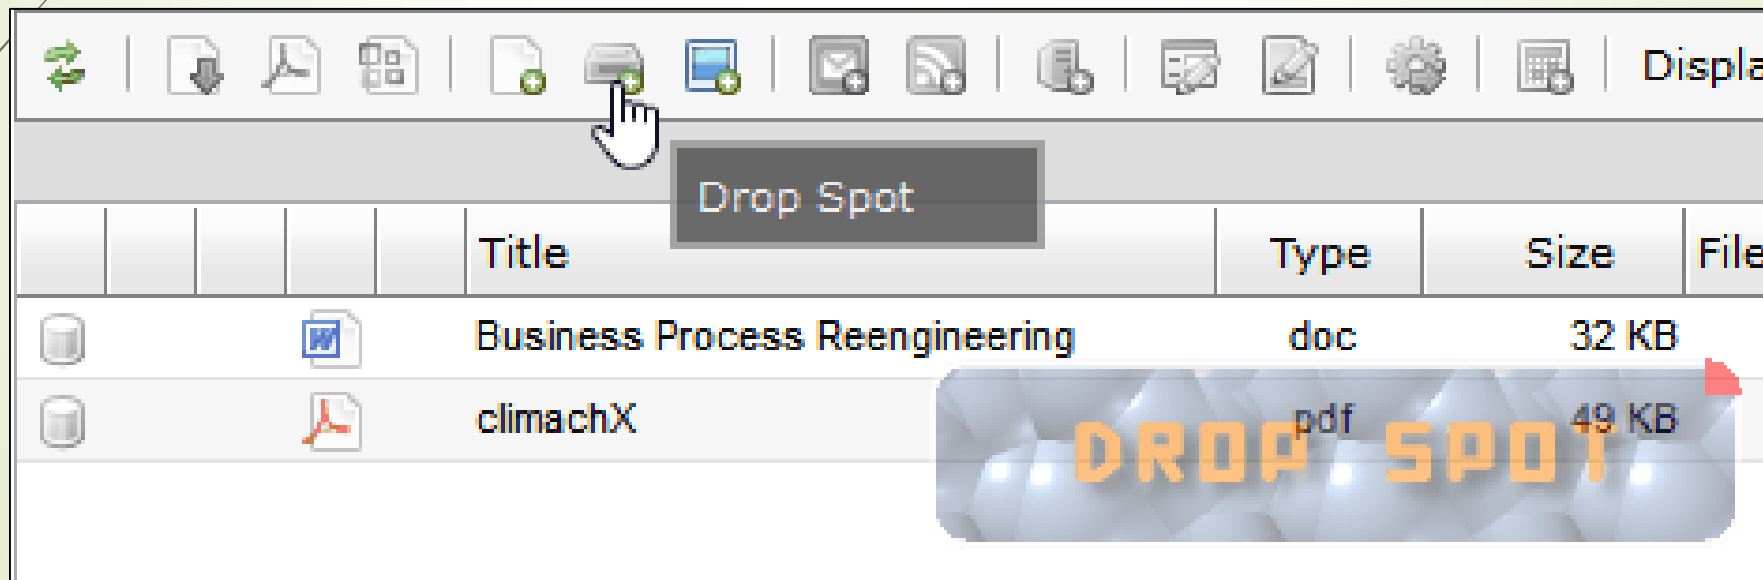 Displa
Drop Spot
Title Type Size File
Business Process Reengineering doc 32 KB
climachX pdf 49 KB
DROP SPOT